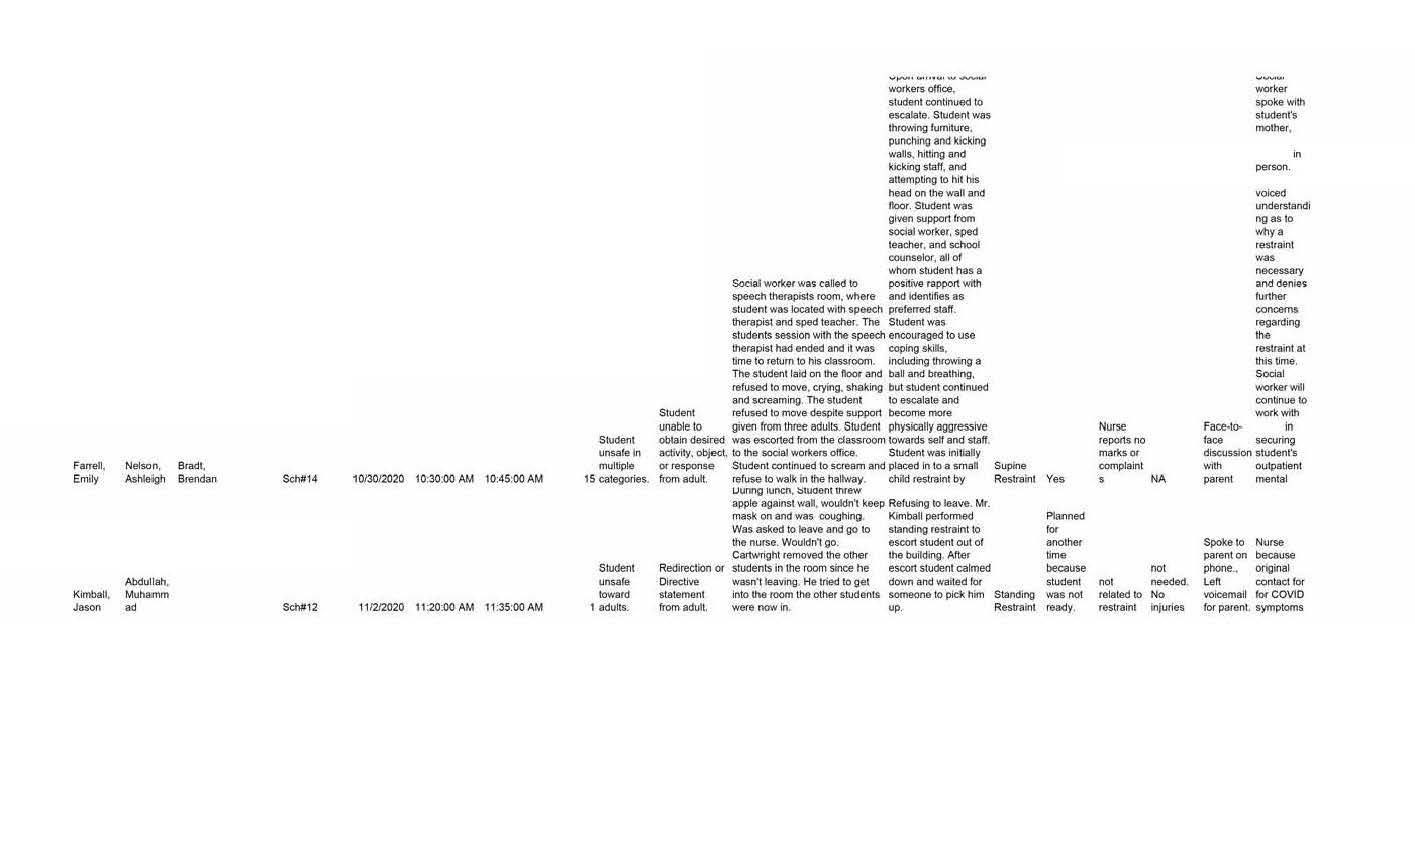 Farrell,
Emily
Nelson,
Ashleigh
Bradt,
Brendan
Sch#14
10/30/2020
10:30:00 AM
10:45:00 AM
15
Student
unsafe in
multiple
categories.
Student
unable to
obtain desired
activity, object,
or response
from adult.
Social worker was called to
speech therapists room, where
student was located with speech
therapist and sped teacher. The
students session with the speech
therapist had ended and it was
time to return to his classroom.
The student laid on the floor and
refused to move, crying, shaking
and screaming. The student
refused to move despite support
given from three adults. Student
was escorted from the classroom
to the social workers office.
Student continued to scream and
refuse to walk in the hallway.
Upon arrival to social
workers office,
student continued to
escalate. Student was
throwing furniture,
punching and kicking
walls, hitting and
kicking staff, and
attempting to hit his
head on the wall and
floor. Student was
given support from
social worker, sped
teacher, and school
counselor, all of
whom student has a
positive rapport with
and identifies as
preferred staff.
Student was
encouraged to use
coping skills,
including throwing a
ball and breathing,
but student continued
to escalate and
become more
physically aggressive
towards self and staff.
Student was initially
placed in to a small
child restraint by
Supine
Restraint
Yes
Nurse
reports no
marks or
complaint
s
NA
Face-to-
face
discussion
with
parent
Social
worker
spoke with
student's
mother,
in
person.
voiced
understandi
ng as to
why a
restraint
was
necessary
and denies
further
concerns
regarding
the
restraint at
this time.
Social
worker will
continue to
work with
in
securing
student's
outpatient
mental
Kimball,
Jason
Abdullah,
Muhamm
ad
Sch#12
11/2/2020
11:20:00 AM
11:35:00 AM
1
Student
unsafe
toward
adults.
Redirection or
Directive
statement
from adult.
During lunch, Student threw
apple against wall, wouldn't keep
mask on and was coughing.
Was asked to leave and go to
the nurse. Wouldn't go.
Cartwright removed the other
students in the room since he
wasn't leaving. He tried to get
into the room the other students
were now in.
Refusing to leave. Mr.
Kimball performed
standing restraint to
escort student out of
the building. After
escort student calmed
down and waited for
someone to pick him
up.
Standing
Restraint
Planned
for
another
time
because
student
was not
ready.
not
related to
restraint
not
needed.
No
injuries
Spoke to
parent on
phone.,
Left
voicemail
for parent.
Nurse
because
original
contact for
for COVID
symptoms